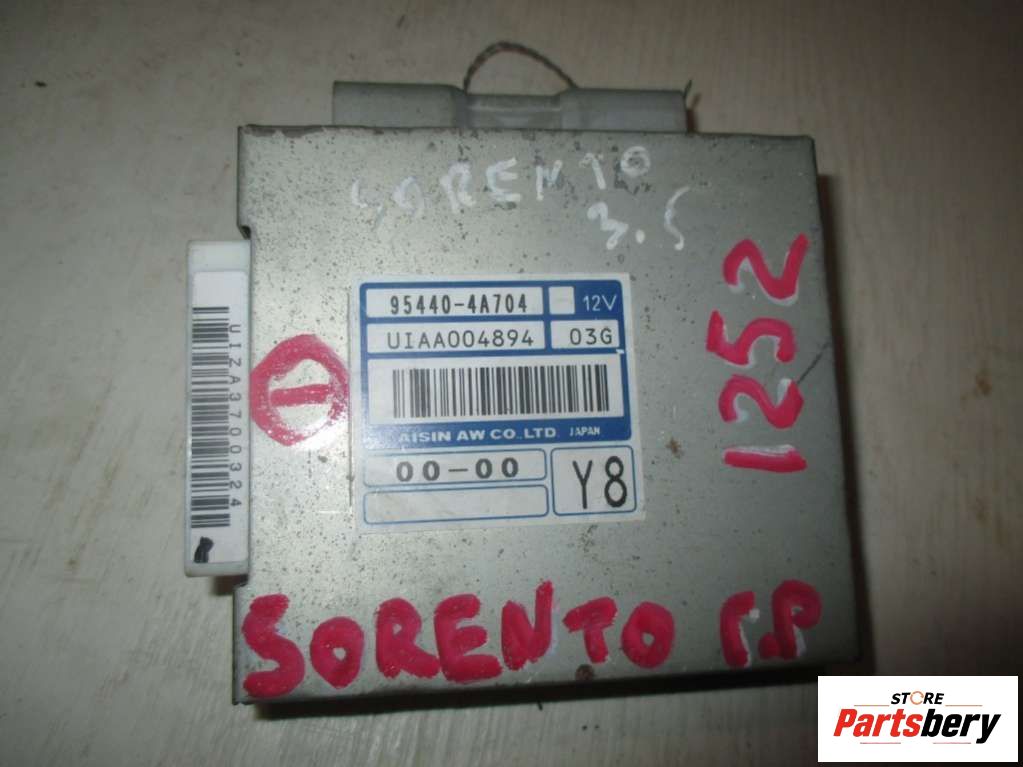 SORENTO
3.5
95440-4A704 12V
UIAA004894 03G
AISIN AW CO.,LTD. JAPAN
00-00
Y8
UIZA3700324
1
1252
SORENTO Г.Р
STORE
Partsbery